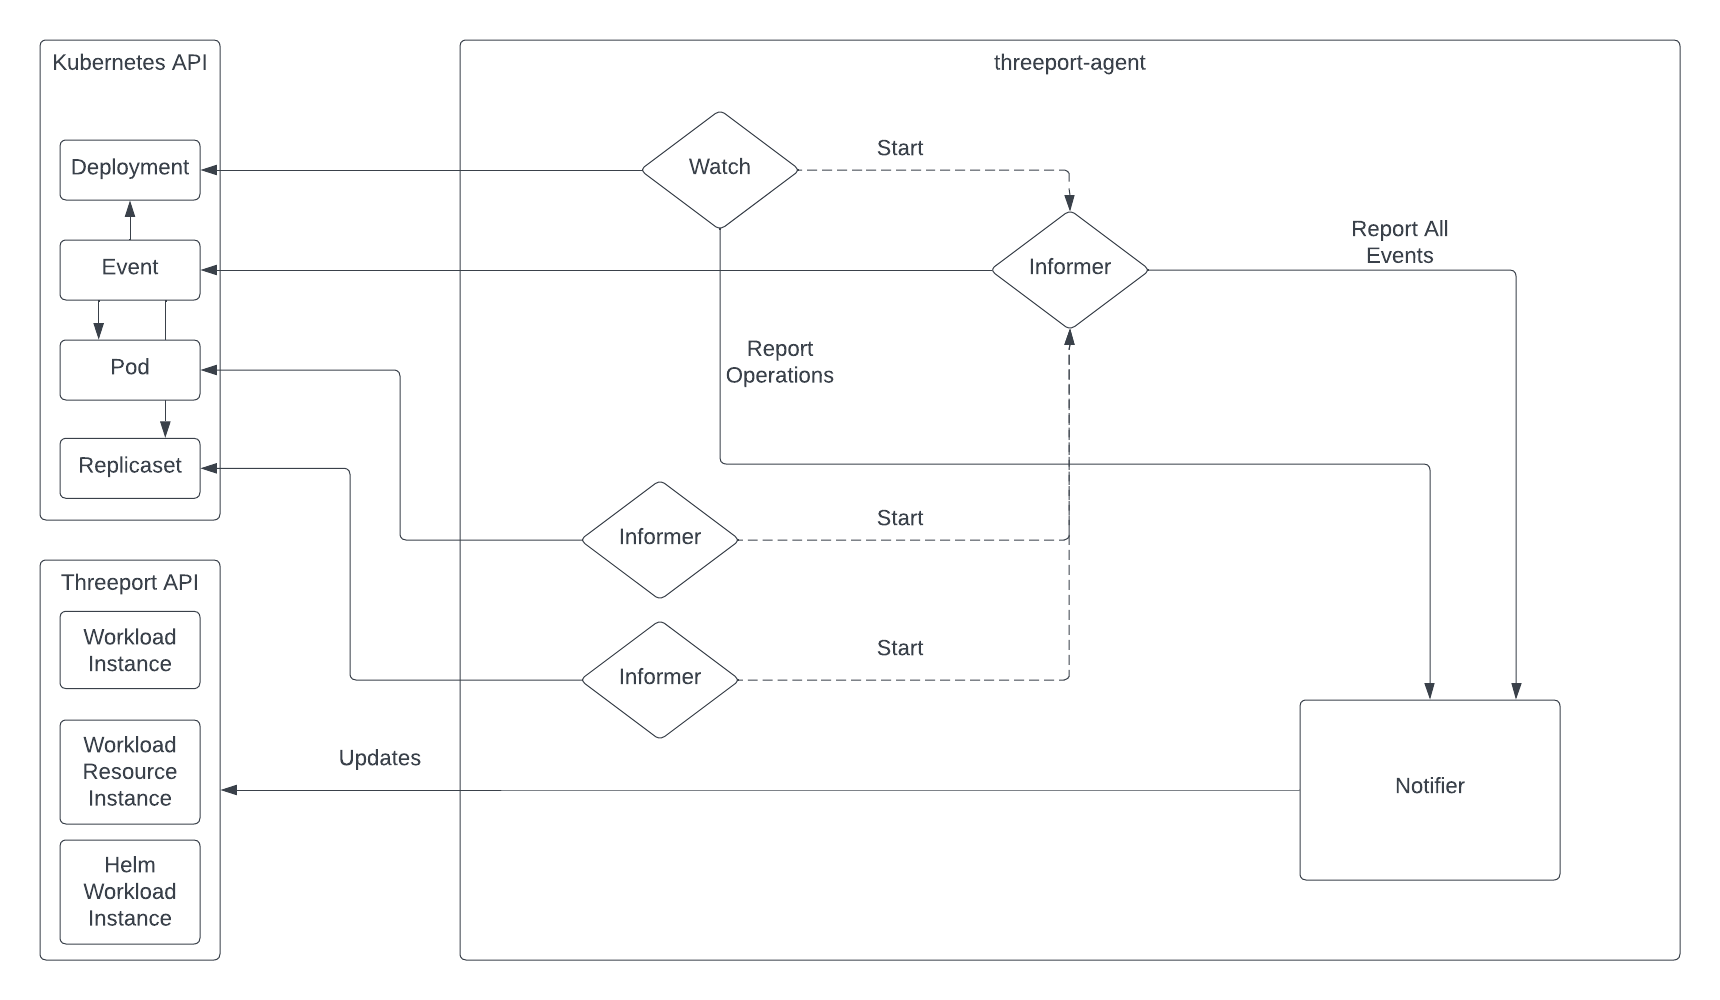 Kubernetes API
Deployment
Event
Pod
Replicaset
Threeport API
Workload
Instance
Workload
Resource
Instance
Helm
Workload
Instance
Updates
threeport-agent
Watch
Start
Informer
Report All
Events
Report
Operations
Informer
Start
Informer
Start
Notifier